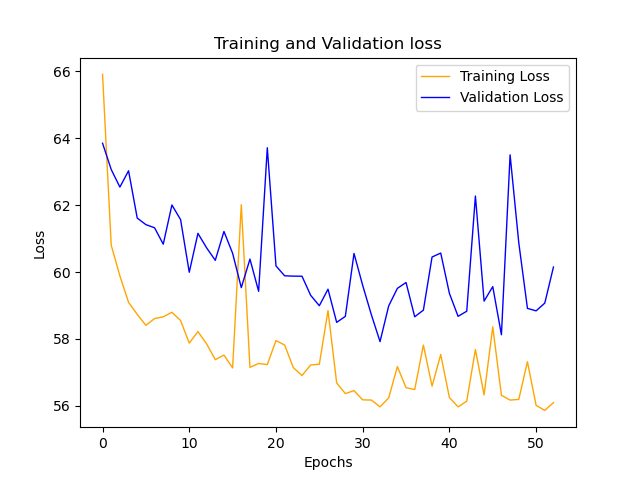 Training and Validation loss
Training Loss
Validation Loss
66
64
62
60
58
56
Loss
0 10 20 30 40 50
Epochs